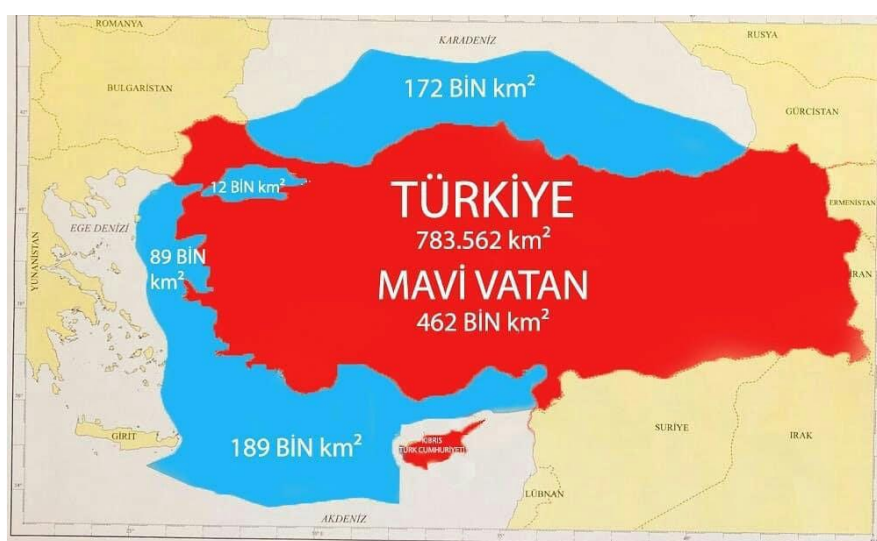 ROMANYA
KARADENİZ
RUSYA
BULGARİSTAN
172 BİN km²
GÜRCİSTAN
12 BİN km²
TÜRKİYE
783.562 km²
ERMENİSTAN
EGE DENİZİ
YUNANİSTAN
89 BİN
km²
MAVİ VATAN
462 BİN km²
İRAN
GİRİT
189 BİN km²
KIBRIS
TÜRK CUMHURİYETİ
SURİYE
IRAK
LÜBNAN
AKDENİZ